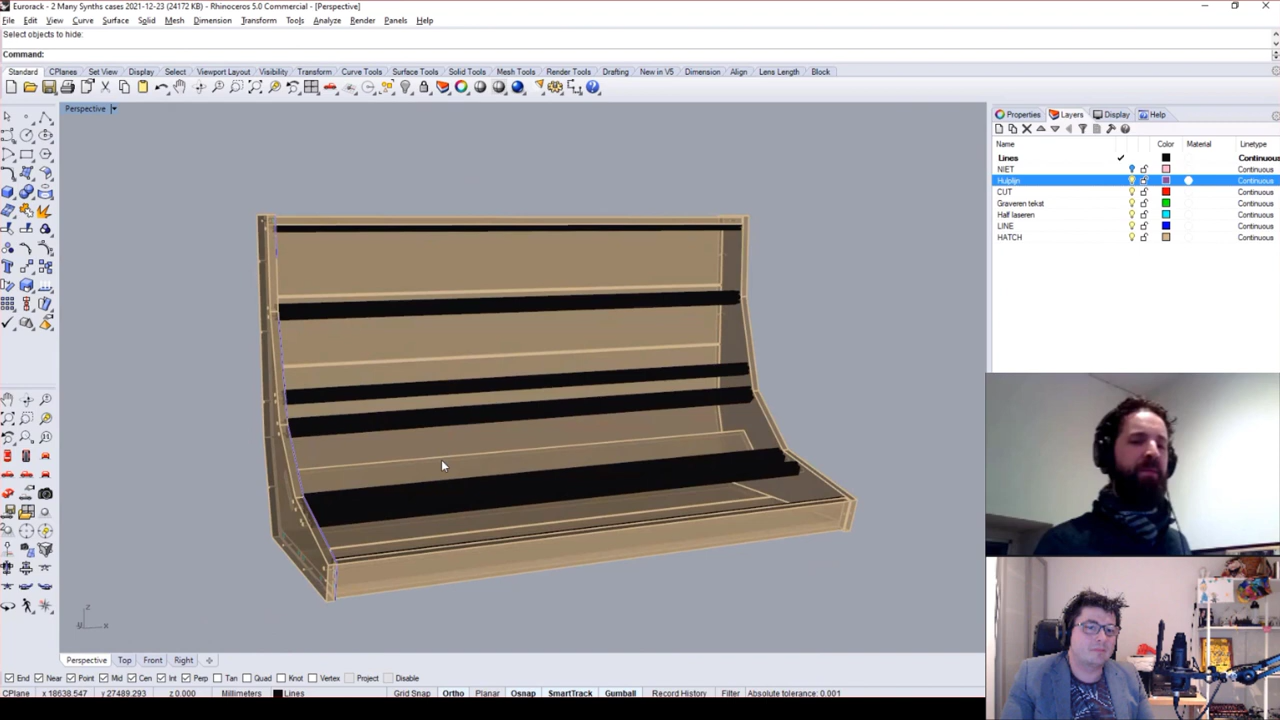 Eurorack - 2 Many Synths cases 2021-12-23 (24172 KB) - Rhinoceros 5.0 Commercial - [Perspective]
File Edit View Curve Surface Solid Mesh Dimension Transform Tools Analyze Render Panels Help
Select objects to hide:
Command:
Standard CPlanes Set View Display Select Viewport Layout Visibility Transform Curve Tools Surface Tools Solid Tools Mesh Tools Render Tools Drafting New in V5 Dimension Align Lens Length Block
Perspective
Properties Layers Display Help
Name Color Material Linetype
Lines Continuous
NIET Continuous
Hulplijn Continuous
CUT Continuous
Graveren tekst Continuous
Half laseren Continuous
LINE Continuous
HATCH Continuous
z
y x
Perspective Top Front Right
End Near Point Mid Cen Int Perp Tan Quad Knot Vertex Project Disable
CPlane x 18638.547 y 27489.293 z 0.000 Millimeters Lines Grid Snap Ortho Planar Osnap SmartTrack Gumball Record History Filter Absolute tolerance: 0.001